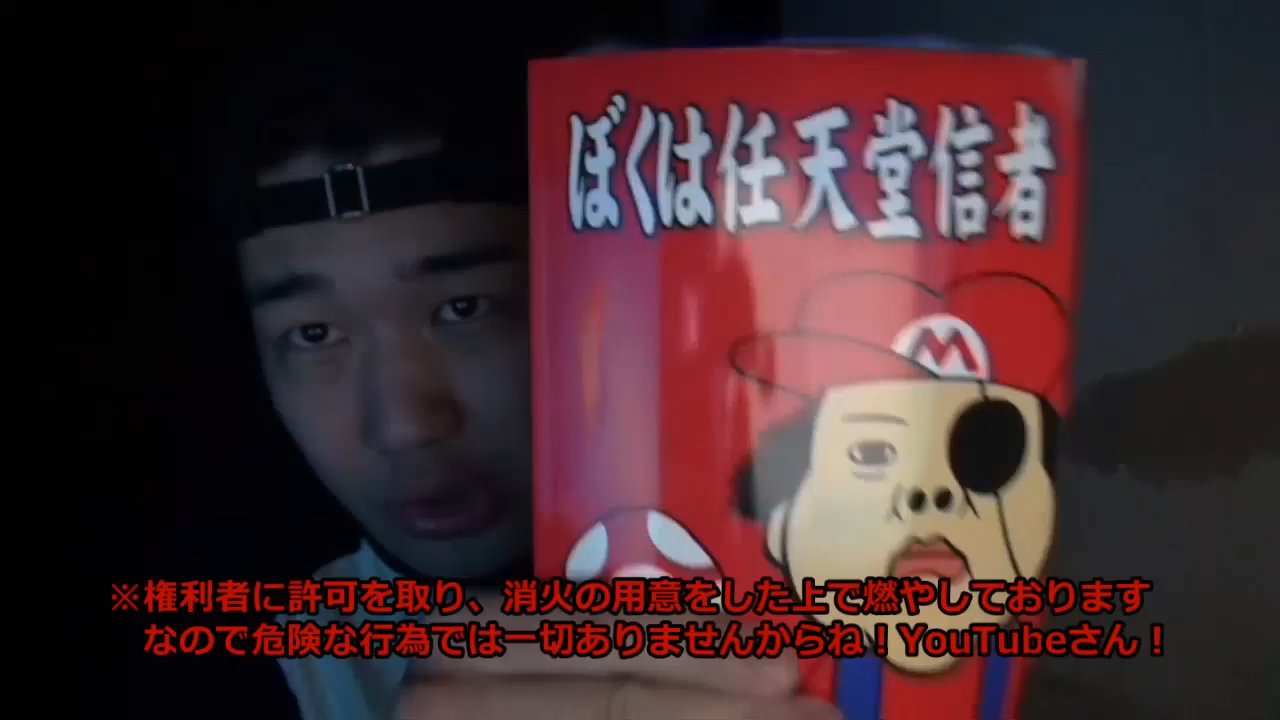 ぼくは任天堂信者
M
※権利者に許可を取り、消火の用意をした上で燃やしております
なので危険な行為では一切ありませんからね！YouTubeさん！